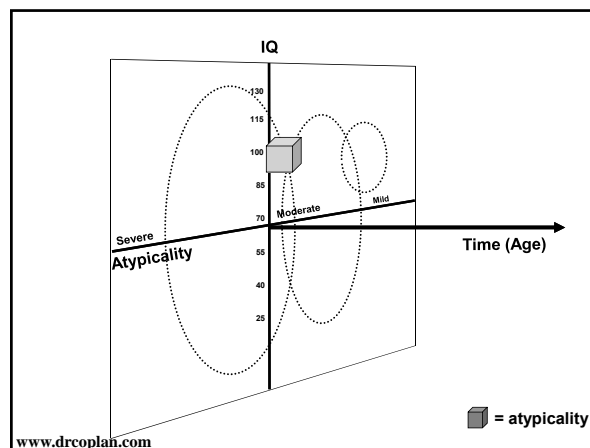 IQ
130
115
100
85
Mild
Moderate
70
Severe
Time (Age)
Atypicality
55
40
25
= atypicality
www.drcoplan.com